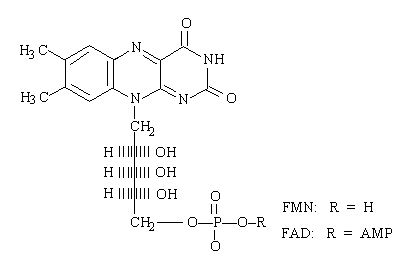 O
H₃C N NH
H₃C N N O
CH₂
H OH
H OH
H OH
O
CH₂ O P O R FMN: R = H
O FAD: R = AMP